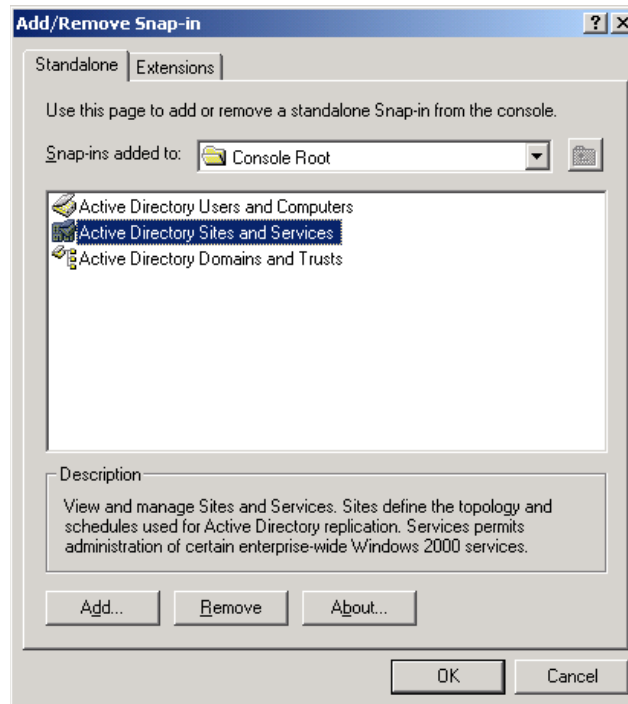 Add/Remove Snap-in
Standalone
Extensions
Use this page to add or remove a standalone Snap-in from the console.
Snap-ins added to:
Console Root
Active Directory Users and Computers
Active Directory Sites and Services
Active Directory Domains and Trusts
Description
View and manage Sites and Services. Sites define the topology and
schedules used for Active Directory replication. Services permits
administration of certain enterprise-wide Windows 2000 services.
Add...
Remove
About...
OK
Cancel